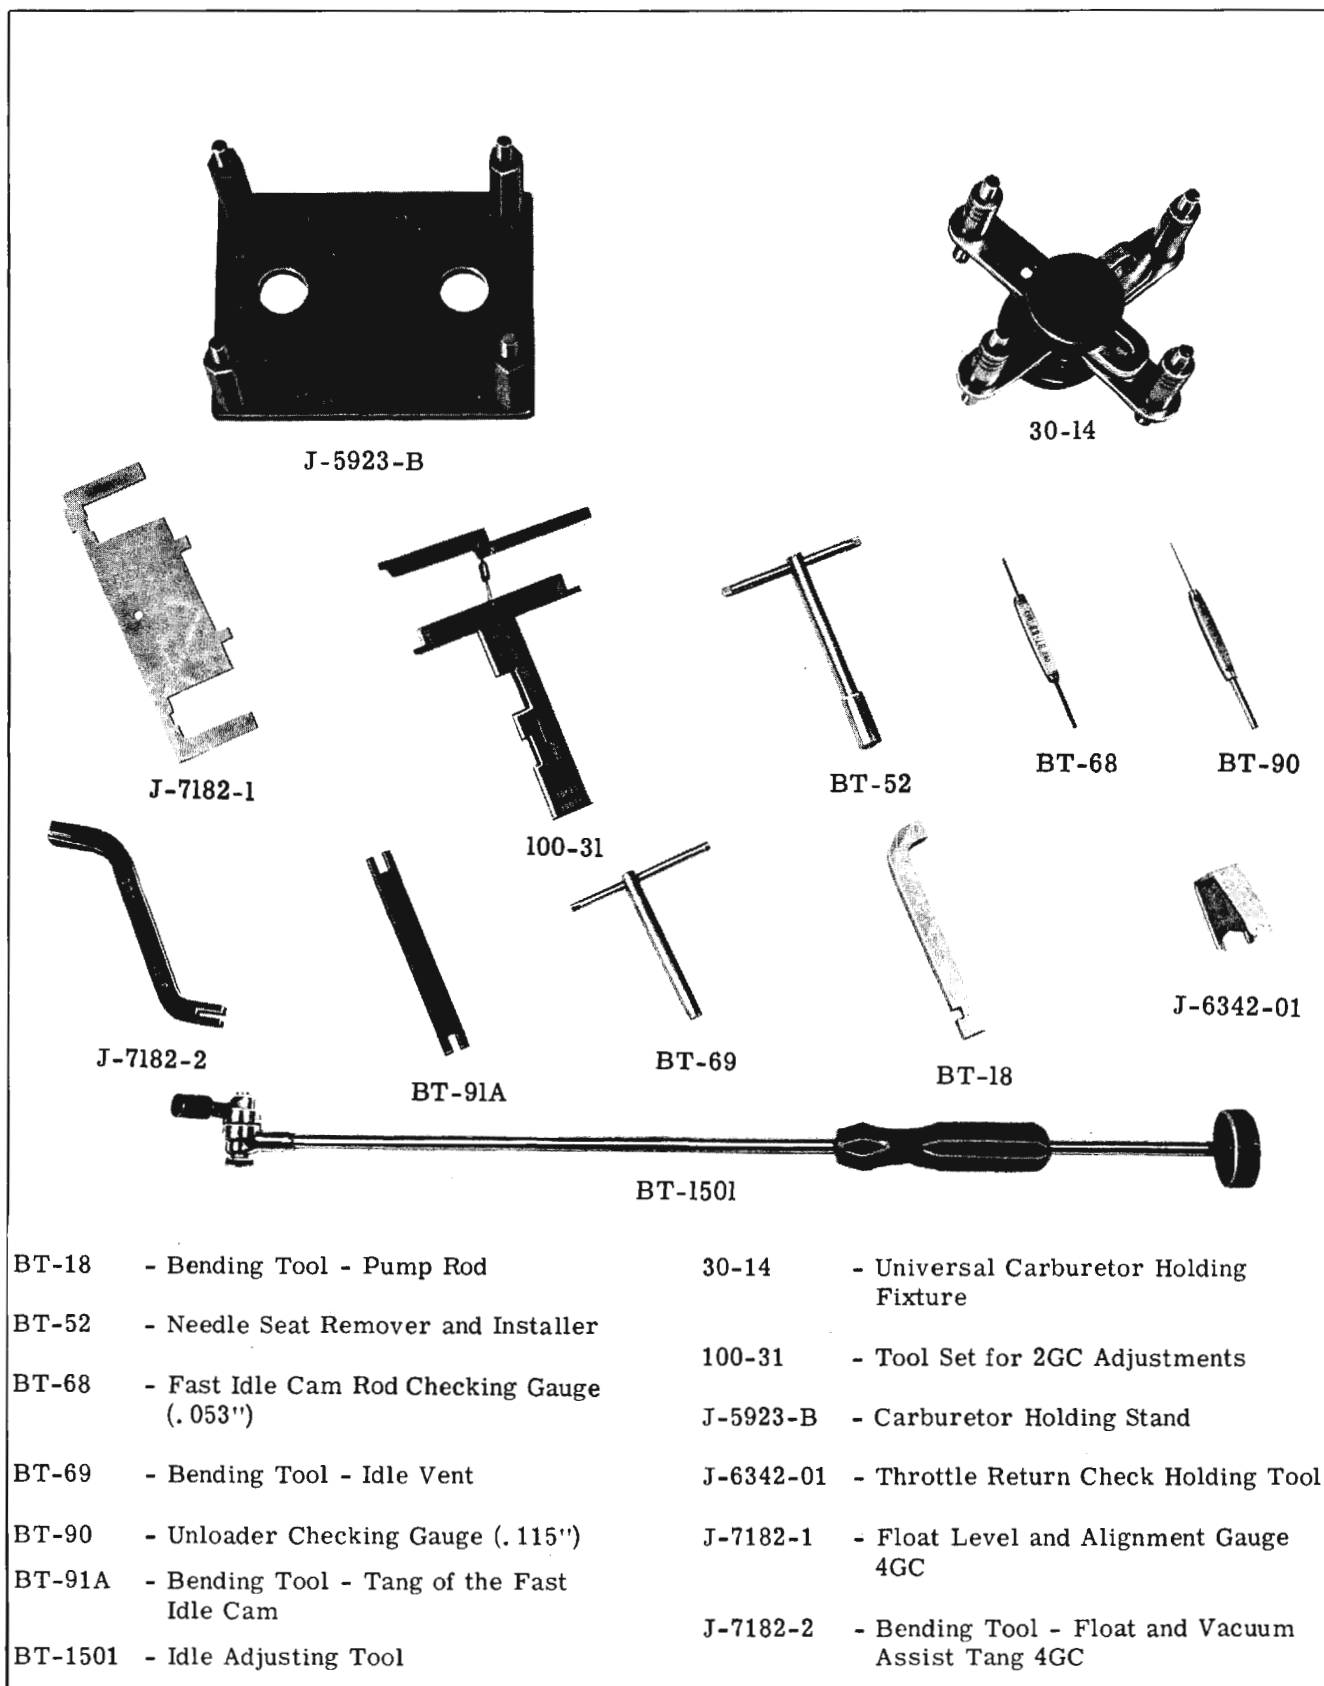 J-5923-B
30-14
J-7182-1
100-31
BT-52
BT-68
BT-90
J-7182-2
BT-91A
BT-69
BT-18
J-6342-01
BT-1501
BT-18 - Bending Tool - Pump Rod
BT-52 - Needle Seat Remover and Installer
BT-68 - Fast Idle Cam Rod Checking Gauge
(.053")
BT-69 - Bending Tool - Idle Vent
BT-90 - Unloader Checking Gauge (.115")
BT-91A - Bending Tool - Tang of the Fast
Idle Cam
BT-1501 - Idle Adjusting Tool
30-14 - Universal Carburetor Holding
Fixture
100-31 - Tool Set for 2GC Adjustments
J-5923-B - Carburetor Holding Stand
J-6342-01 - Throttle Return Check Holding Tool
J-7182-1 - Float Level and Alignment Gauge
4GC
J-7182-2 - Bending Tool - Float and Vacuum
Assist Tang 4GC